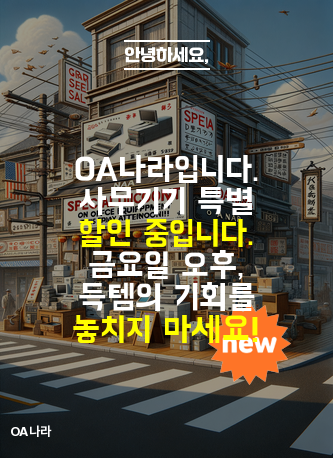 안녕하세요,
OA나라입니다.
사무기기 특별
할인 중입니다.
금요일 오후,
득템의 기회를
놓치지 마세요!
new
OA 나라